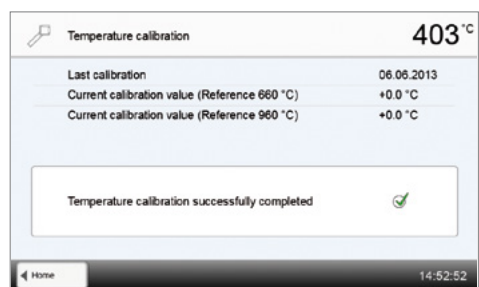 Temperature calibration 403°C
Last calibration 06.06.2013
Current calibration value (Reference 660 °C) +0.0 °C
Current calibration value (Reference 960 °C) +0.0 °C
Temperature calibration successfully completed
Home 14:52:52